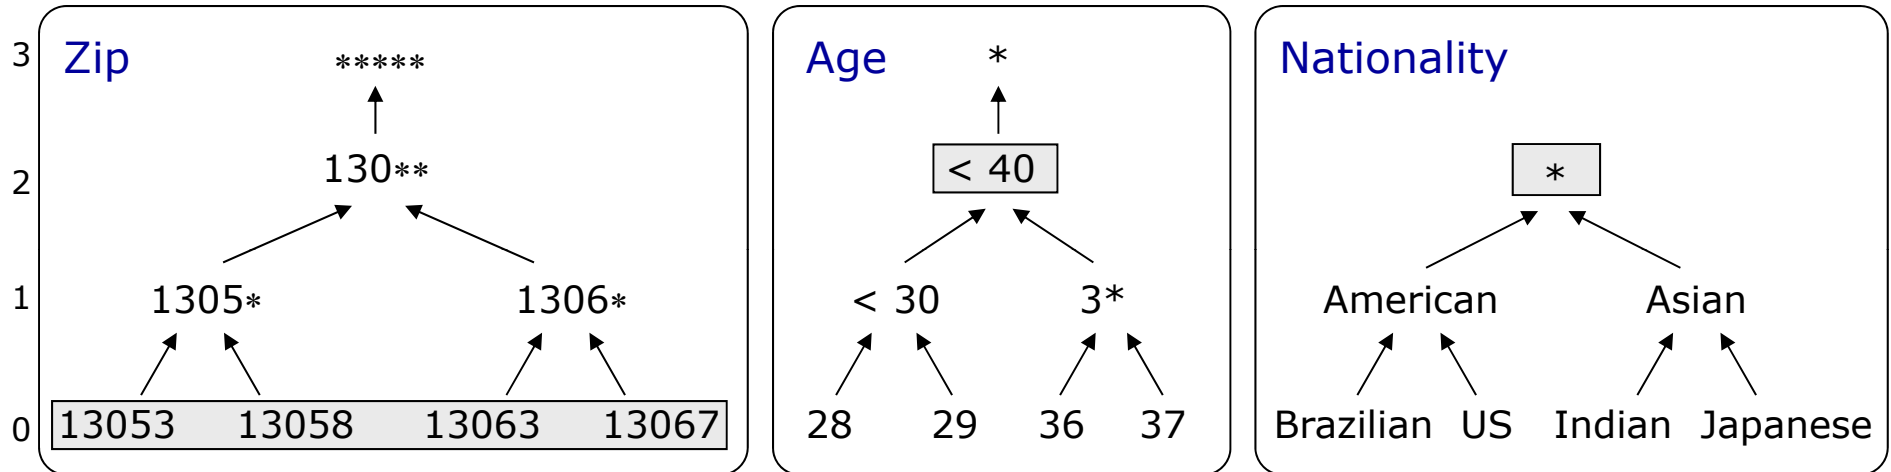 3 Zip ***** Age * Nationality
2 130** < 40 *
1 1305* 1306* < 30 3* American Asian
0 13053 13058 13063 13067 28 29 36 37 Brazilian US Indian Japanese